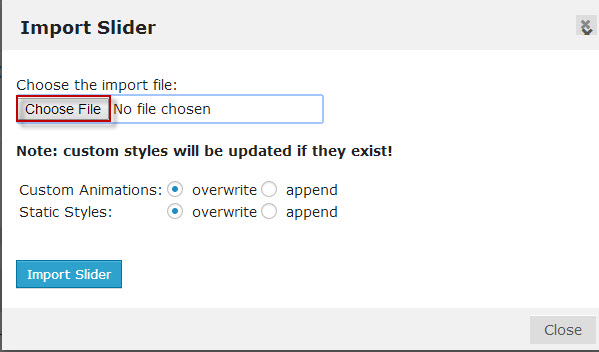 Import Slider
Choose the import file:
Choose File No file chosen
Note: custom styles will be updated if they exist!
Custom Animations: overwrite append
Static Styles: overwrite append
Import Slider
Close